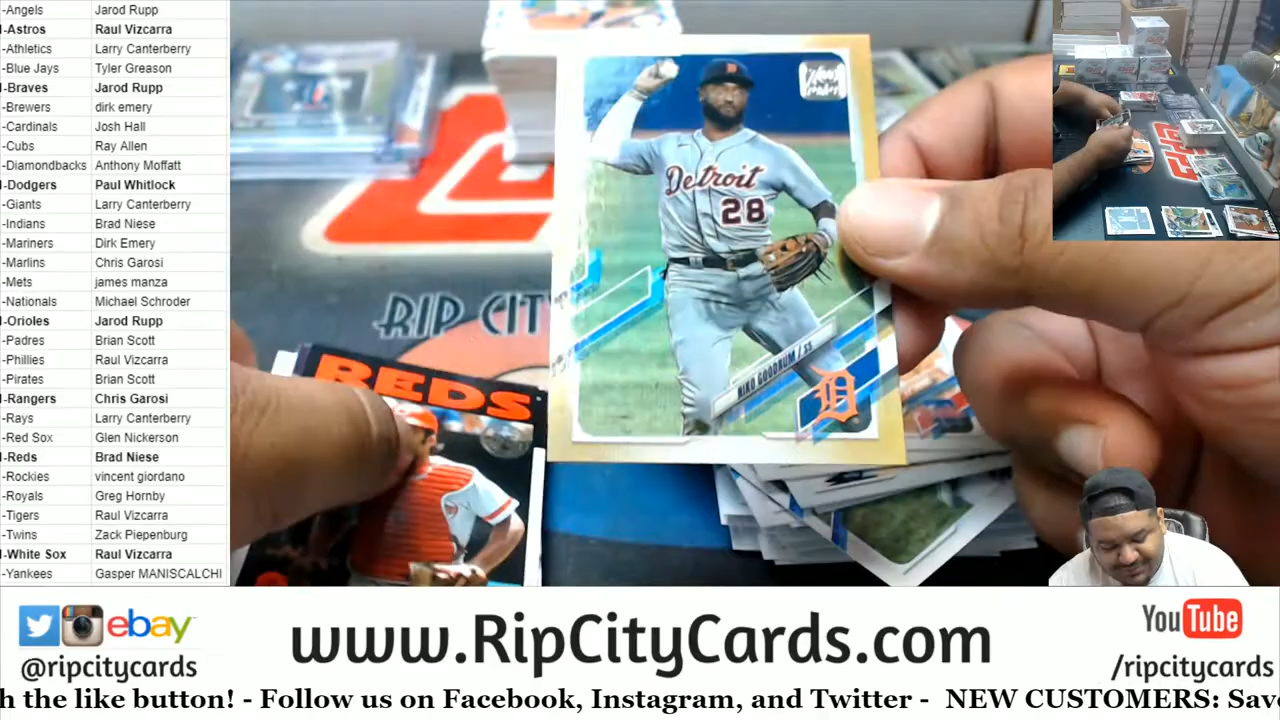 -Angels Jarod Rupp
-Astros Raul Vizcarra
-Athletics Larry Canterberry
-Blue Jays Tyler Greason
-Braves Jarod Rupp
-Brewers dirk emery
-Cardinals Josh Hall
-Cubs Ray Allen
-Diamondbacks Anthony Moffatt
-Dodgers Paul Whitlock
-Giants Larry Canterberry
-Indians Brad Niese
-Mariners Dirk Emery
-Marlins Chris Garosi
-Mets james manza
-Nationals Michael Schroder
-Orioles Jarod Rupp
-Padres Brian Scott
-Phillies Raul Vizcarra
-Pirates Brian Scott
-Rangers Chris Garosi
-Rays Larry Canterberry
-Red Sox Glen Nickerson
-Reds Brad Niese
-Rockies vincent giordano
-Royals Greg Hornby
-Tigers Raul Vizcarra
-Twins Zack Piepenburg
-White Sox Raul Vizcarra
-Yankees Gasper MANISCALCHI
Detroit
28
NIKO GOODRUM / SS
D
RIP CIT
REDS
ebay
@ripcitycards
www.RipCityCards.com
YouTube
/ripcitycards
h the like button! - Follow us on Facebook, Instagram, and Twitter - NEW CUSTOMERS: Sav